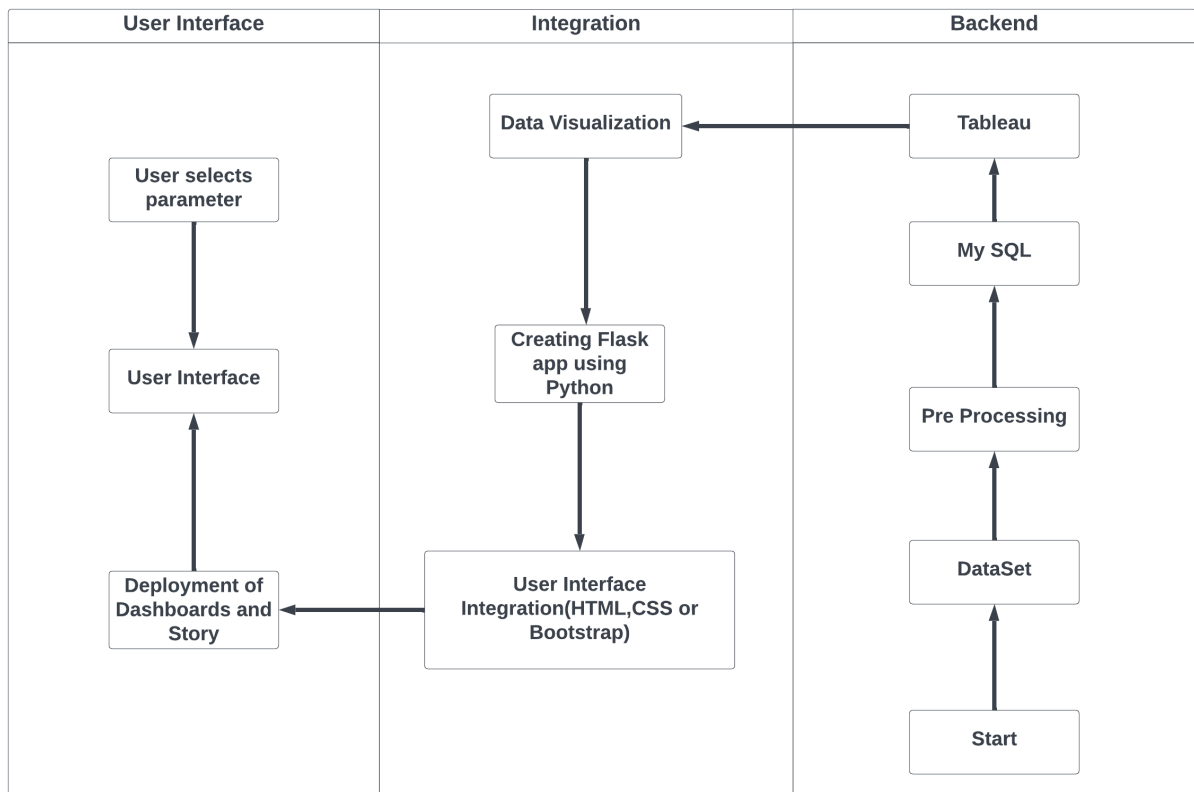 User Interface
Integration
Backend
User selects
parameter
User Interface
Deployment of
Dashboards and
Story
Data Visualization
Creating Flask
app using
Python
User Interface
Integration(HTML,CSS or
Bootstrap)
Tableau
My SQL
Pre Processing
DataSet
Start